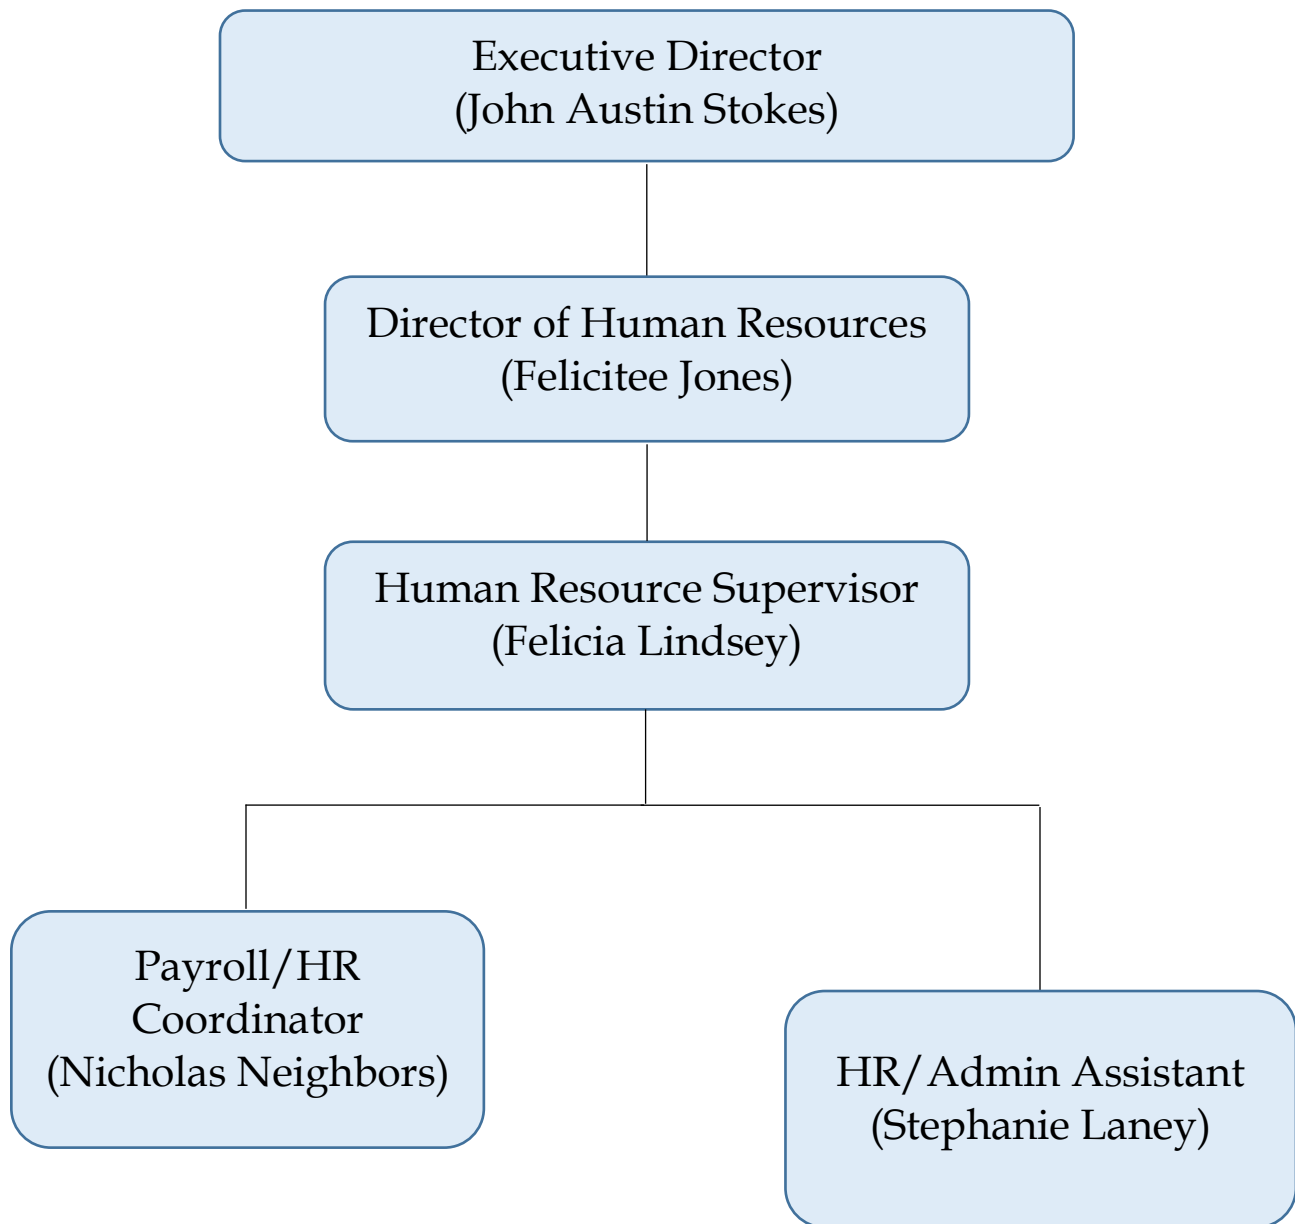 Executive Director
(John Austin Stokes)
Director of Human Resources
(Felicitee Jones)
Human Resource Supervisor
(Felicia Lindsey)
Payroll/HR
Coordinator
(Nicholas Neighbors)
HR/Admin Assistant
(Stephanie Laney)